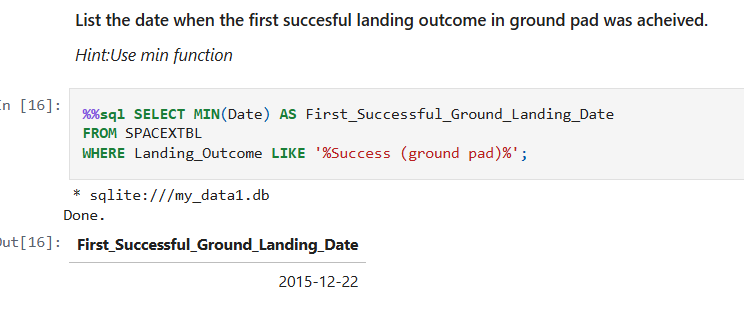 List the date when the first succesful landing outcome in ground pad was acheived.
Hint:Use min function
n [16]:
%%sql SELECT MIN(Date) AS First_Successful_Ground_Landing_Date
FROM SPACEXTBL
WHERE Landing_Outcome LIKE '%Success (ground pad)%';
* sqlite:///my_data1.db
Done.
ut[16]:
First_Successful_Ground_Landing_Date
2015-12-22